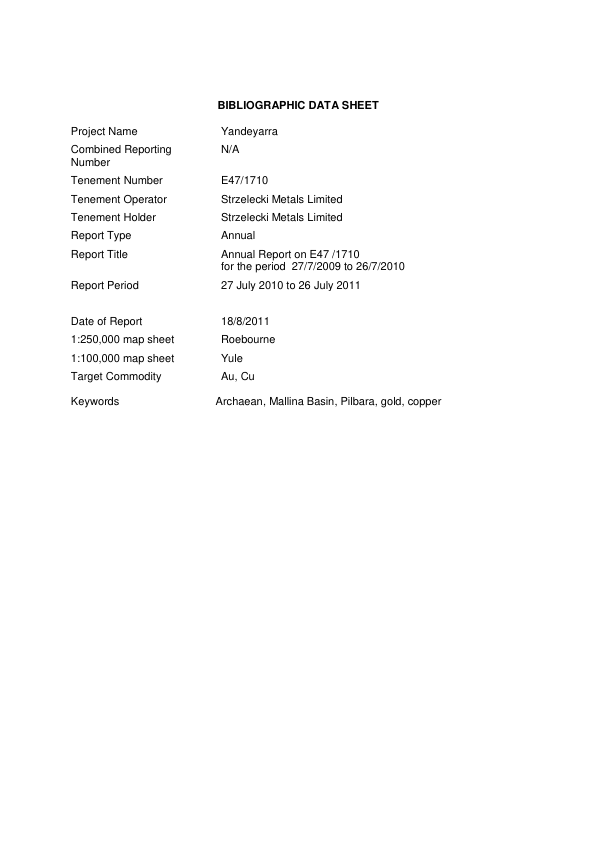 BIBLIOGRAPHIC DATA SHEET
Project Name Yandeyarra
Combined Reporting Number N/A
Tenement Number E47/1710
Tenement Operator Strzelecki Metals Limited
Tenement Holder Strzelecki Metals Limited
Report Type Annual
Report Title Annual Report on E47 /1710
for the period 27/7/2009 to 26/7/2010
Report Period 27 July 2010 to 26 July 2011
Date of Report 18/8/2011
1:250,000 map sheet Roebourne
1:100,000 map sheet Yule
Target Commodity Au, Cu
Keywords Archaean, Mallina Basin, Pilbara, gold, copper